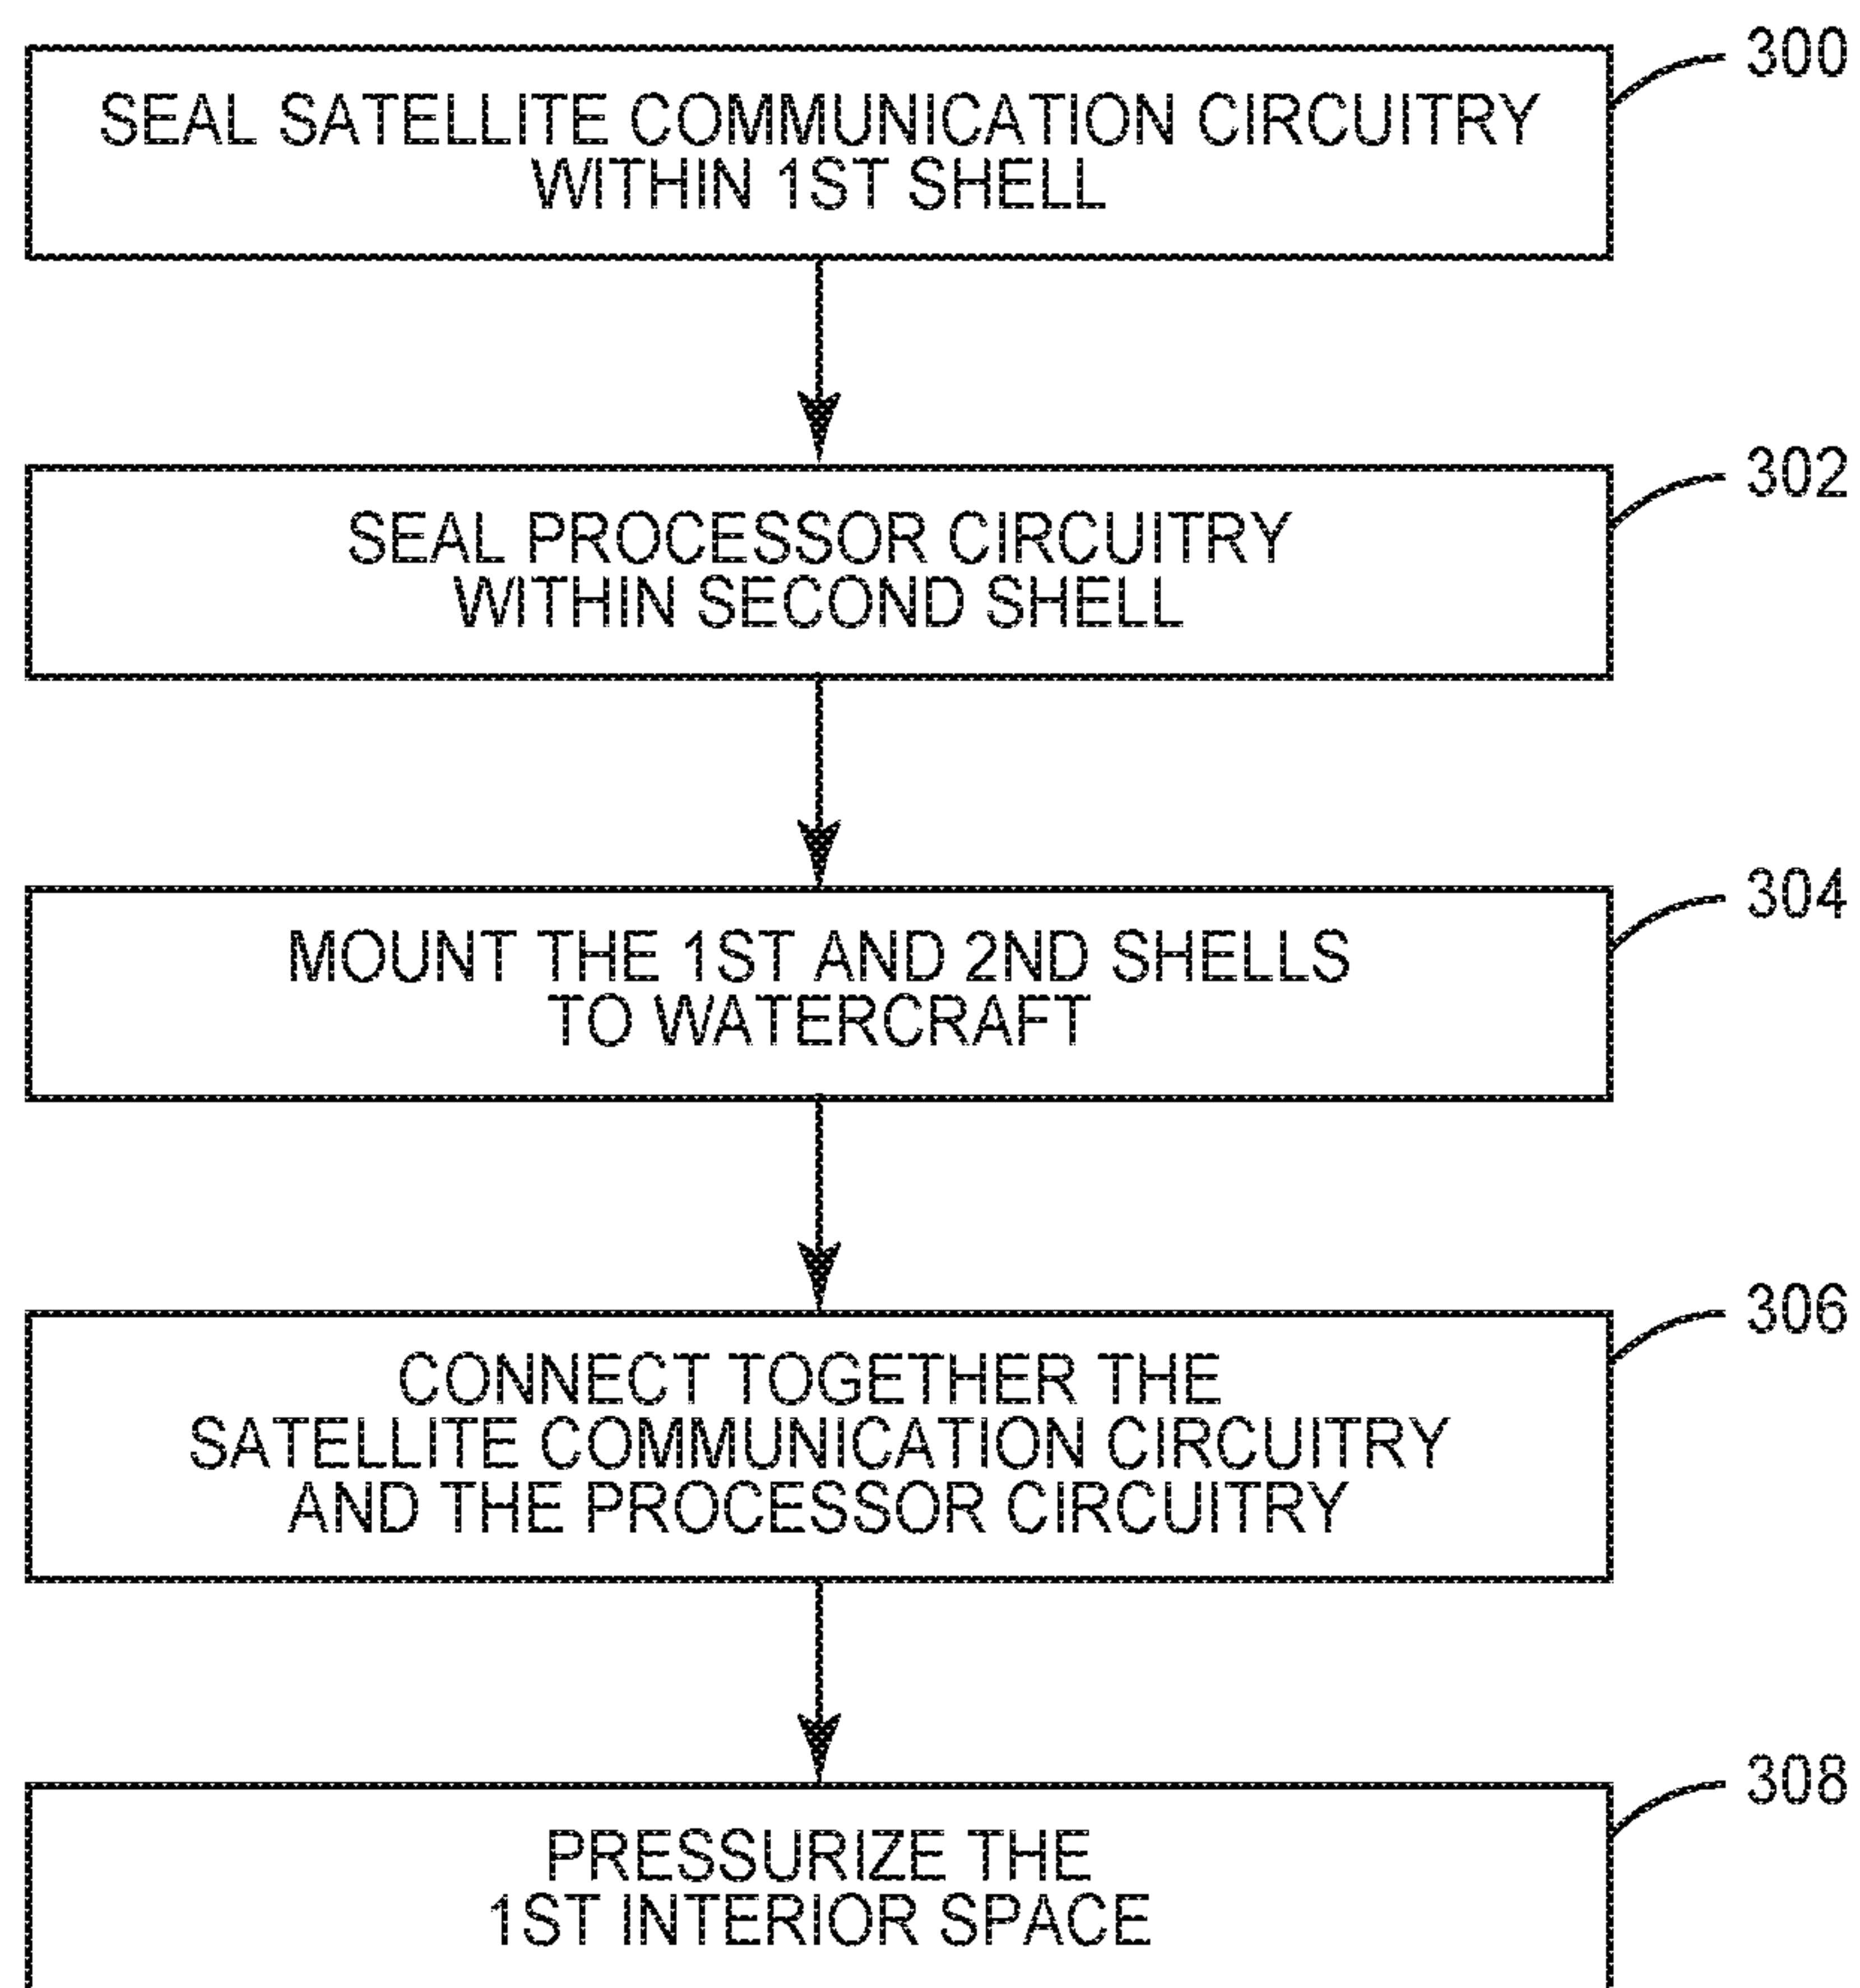 300
SEAL SATELLITE COMMUNICATION CIRCUITRY
WITHIN 1ST SHELL
302
SEAL PROCESSOR CIRCUITRY
WITHIN SECOND SHELL
304
MOUNT THE 1ST AND 2ND SHELLS
TO WATERCRAFT
306
CONNECT TOGETHER THE
SATELLITE COMMUNICATION CIRCUITRY
AND THE PROCESSOR CIRCUITRY
308
PRESSURIZE THE
1ST INTERIOR SPACE